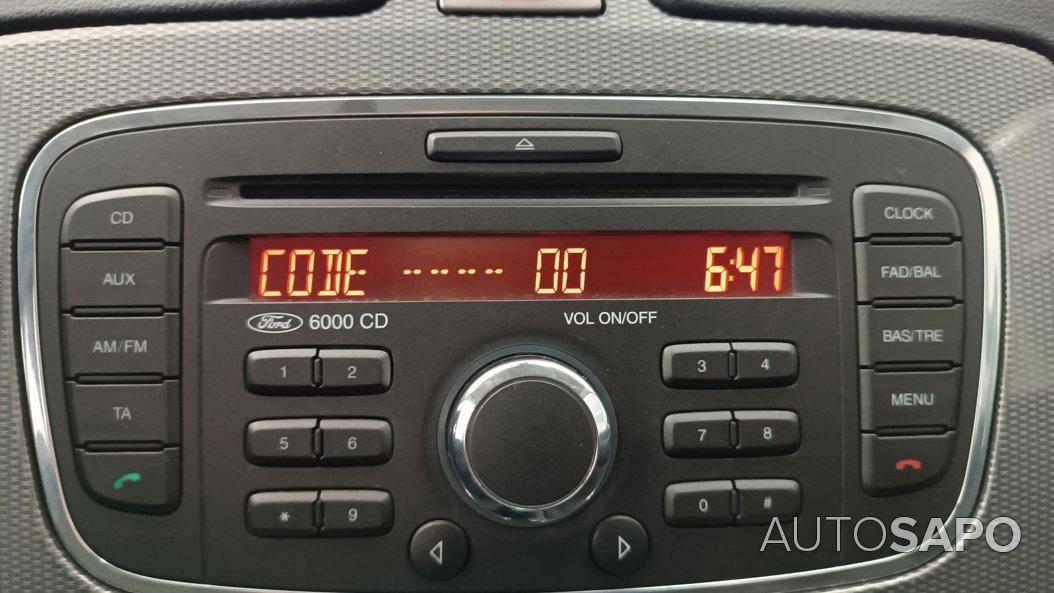 CD
AUX
AM/FM
TA
CODE ----- 00 6:47
Ford 6000 CD
VOL ON/OFF
1 2
3 4
5 6
7 8
* 9
0 #
CLOCK
FAD/BAL
BAS/TRE
MENU
AUTOSAPO